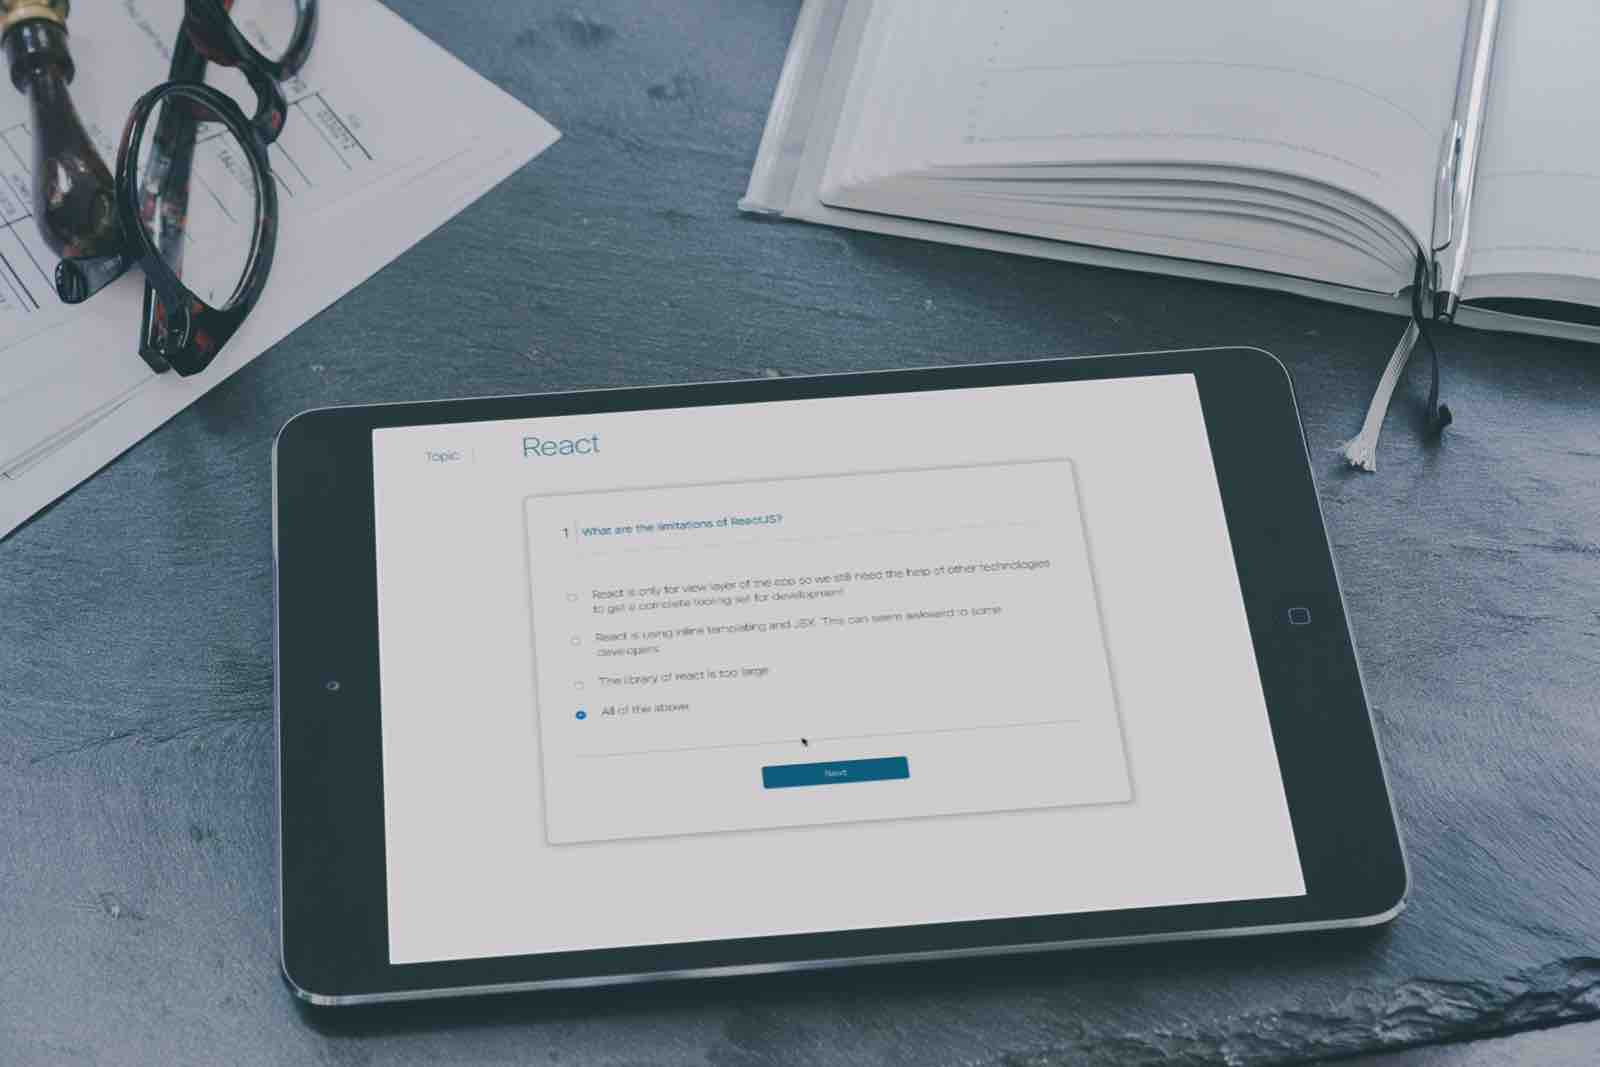 Topic
React
1
What are the limitations of ReactJS?
React is only for view layer of the app so we still need the help of other technologies
to get a complete tooling set for development
React is using inline templating and JSX. This can seem awkward to some
developers
The library of react is too large
All of the above
Next